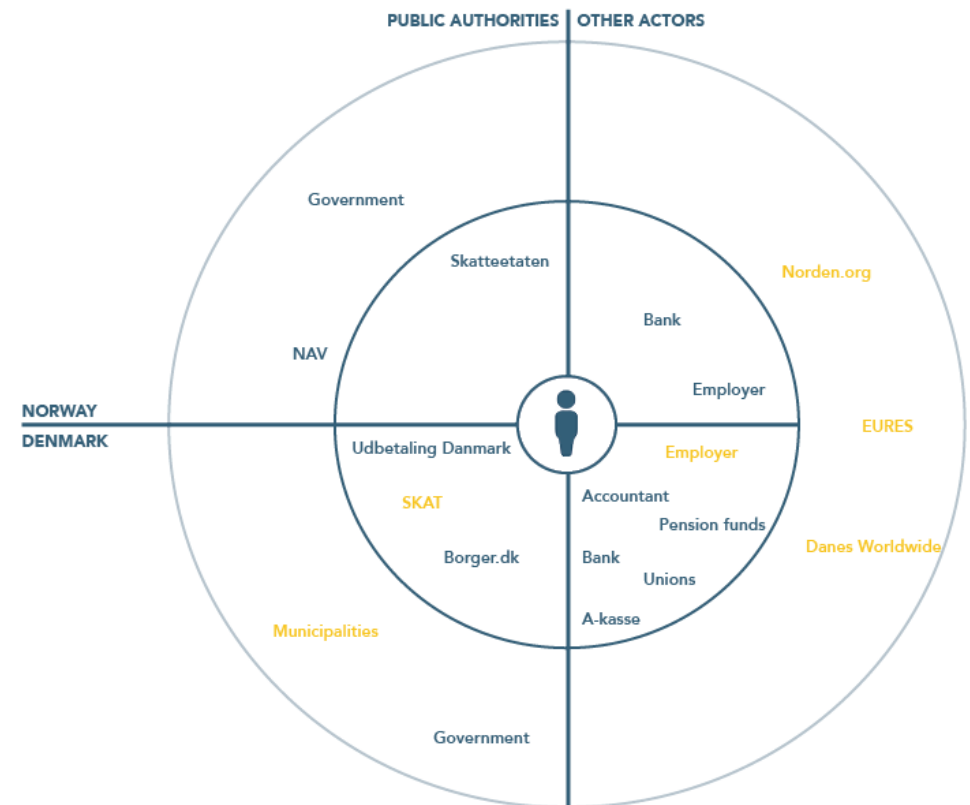 PUBLIC AUTHORITIES
OTHER ACTORS
Government
Skatteetaten
Norden.org
Bank
NAV
Employer
NORWAY
DENMARK
EURES
Udbetaling Danmark
Employer
SKAT
Accountant
Pension funds
Danes Worldwide
Borger.dk
Bank
Unions
A-kasse
Municipalities
Government